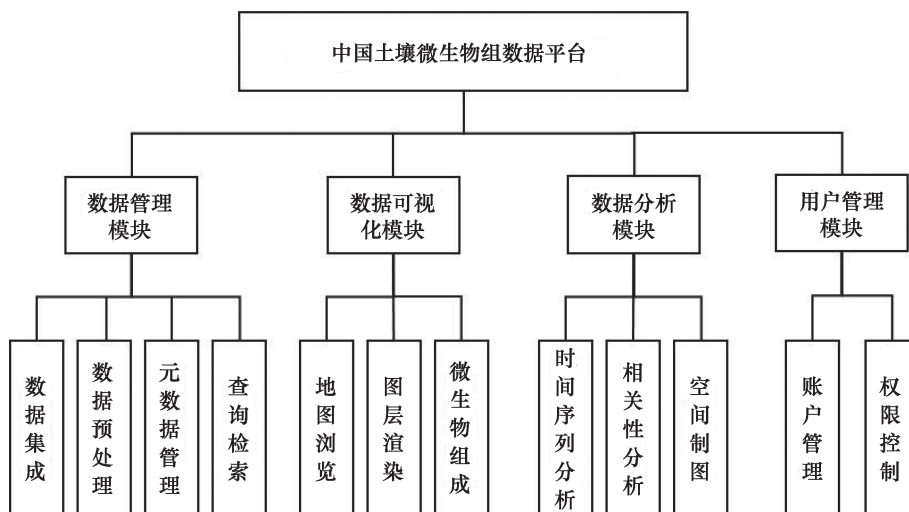 中国土壤微生物组数据平台
数据管理
模块
数据可视
化模块
数据分析
模块
用户管理
模块
数据集成
数据预处理
元数据管理
查询检索
地图浏览
图层渲染
微生物组成
时间序列分析
相关性分析
空间制图
账户管理
权限控制